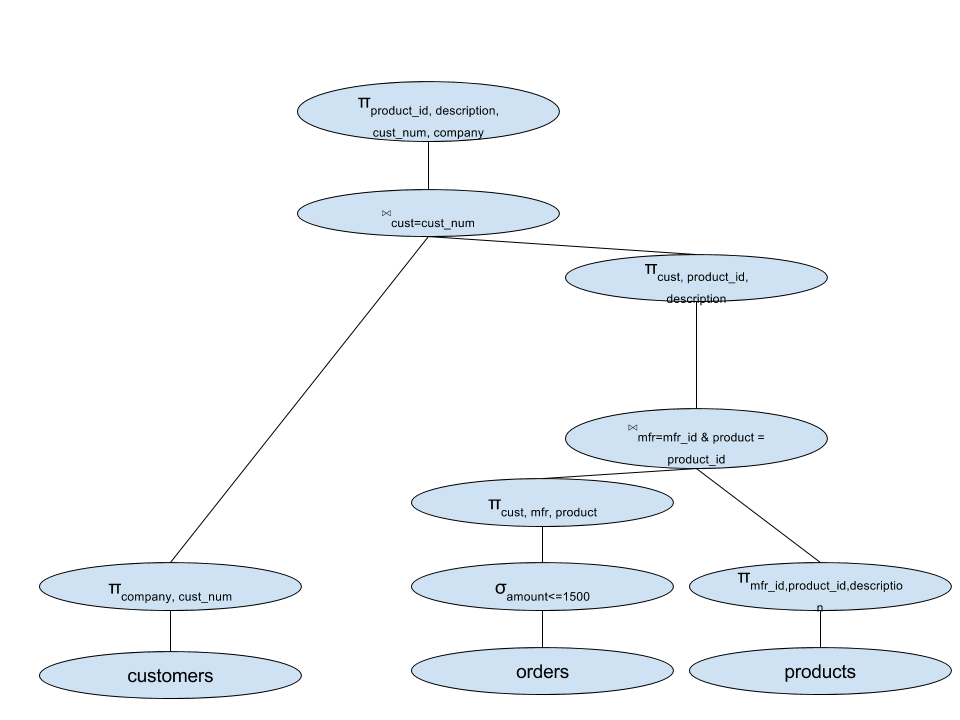 π product_id, description,
cust_num, company
⋈ cust=cust_num
π cust, product_id,
description
⋈ mfr=mfr_id & product =
product_id
π cust, mfr, product
π company, cust_num
σ amount<=1500
π mfr_id,product_id,descriptio
n
customers
orders
products